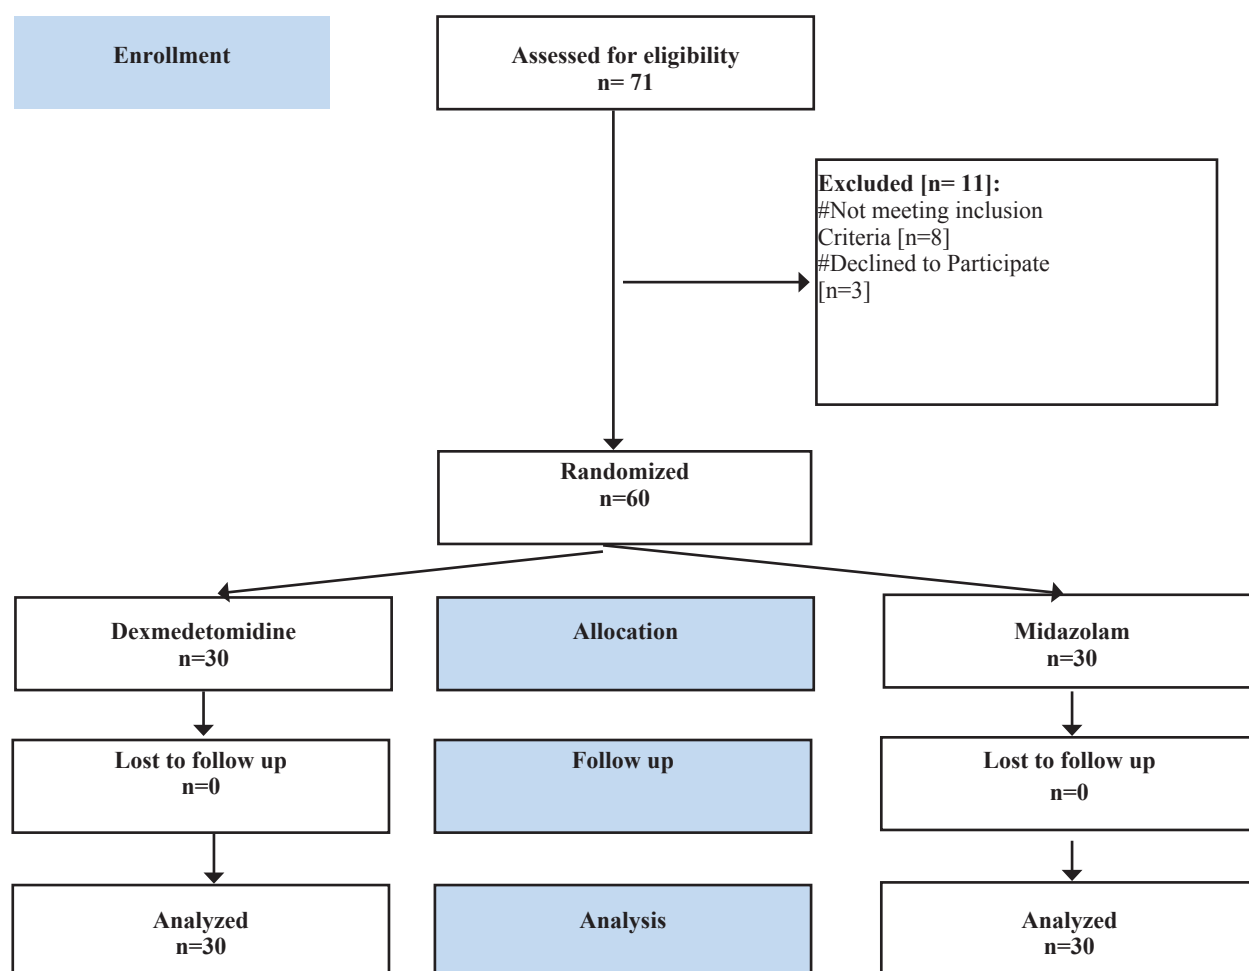 Enrollment
Assessed for eligibility
n= 71
Excluded [n= 11]:
#Not meeting inclusion
Criteria [n=8]
#Declined to Participate
[n=3]
Randomized
n=60
Dexmedetomidine
n=30
Allocation
Midazolam
n=30
Lost to follow up
n=0
Follow up
Lost to follow up
n=0
Analyzed
n=30
Analysis
Analyzed
n=30